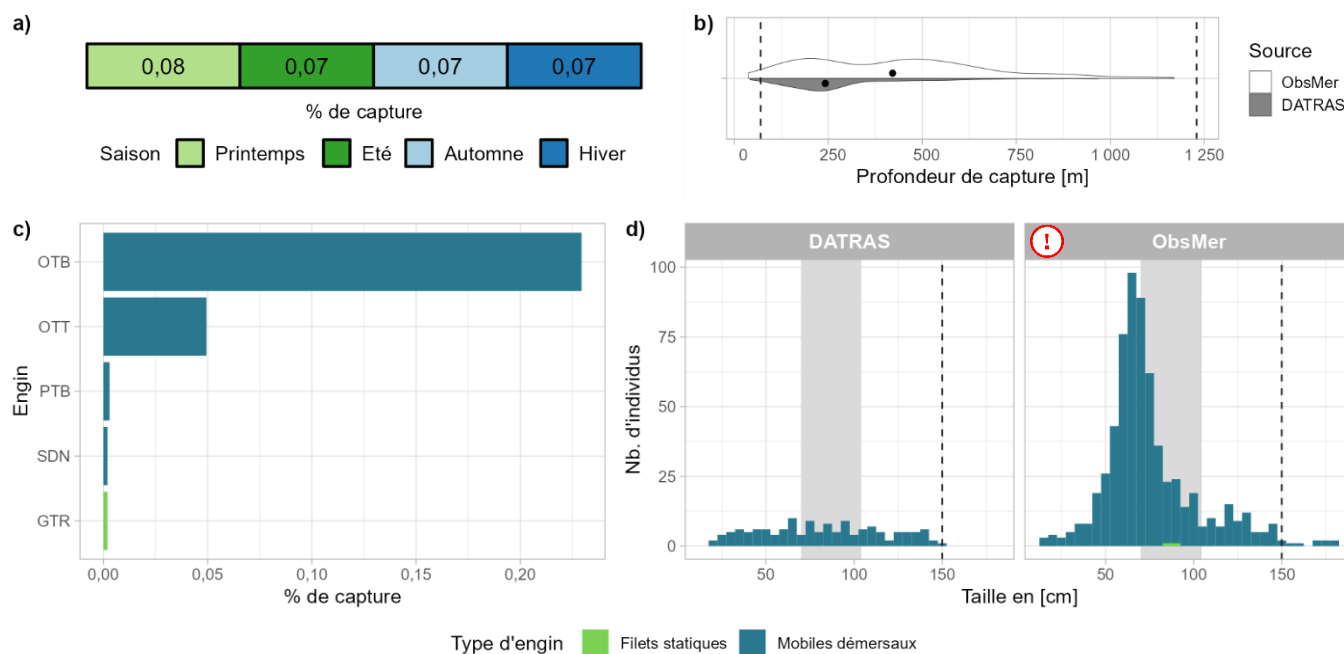 a)
0,08 0,07 0,07 0,07
% de capture
Saison Printemps Eté Automne Hiver
b)
0 250 500 750 1 000 1 250
Profondeur de capture [m]
Source
ObsMer
DATRAS
c)
Engin
OTB
OTT
PTB
SDN
GTR
0,00 0,05 0,10 0,15 0,20
% de capture
d)
DATRAS ! ObsMer
Nb. d'individus
100
75
50
25
0
50 100 150 50 100 150
Taille en [cm]
Type d'engin Filets statiques Mobiles démersaux